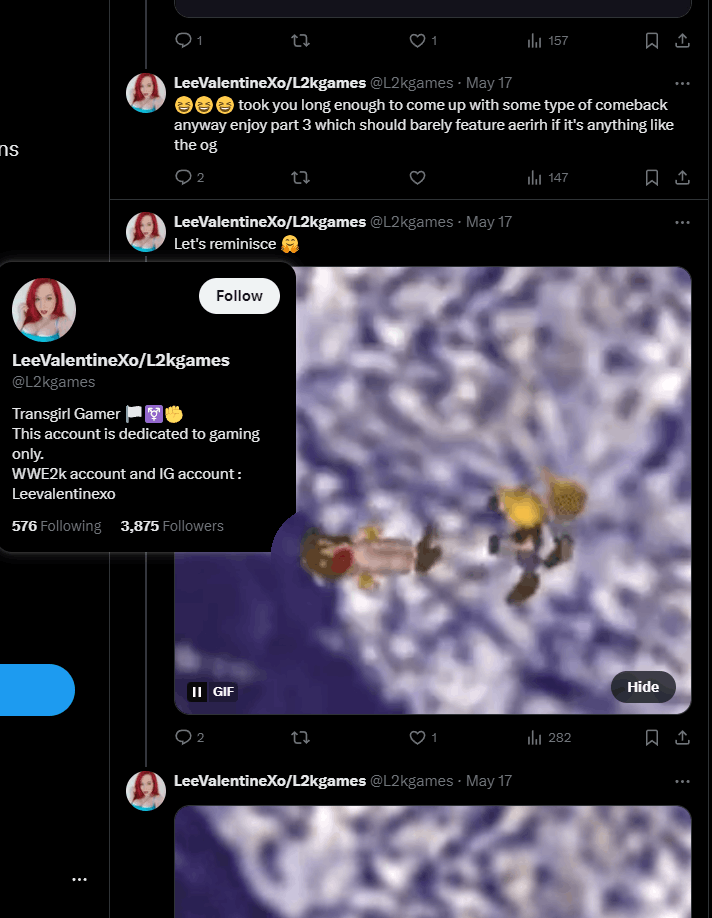 1
1
157
LeeValentineXo/L2kgames @L2kgames · May 17
😆😆😆 took you long enough to come up with some type of comeback
anyway enjoy part 3 which should barely feature aerirh if it's anything like
the og
ns
2
147
LeeValentineXo/L2kgames @L2kgames · May 17
Let's reminisce 🤗
Follow
LeeValentineXo/L2kgames
@L2kgames
Transgirl Gamer 🏳️⚧️✊
This account is dedicated to gaming
only.
WWE2k account and IG account :
Leevalentinexo
576 Following 3,875 Followers
GIF
Hide
2
1
282
LeeValentineXo/L2kgames @L2kgames · May 17